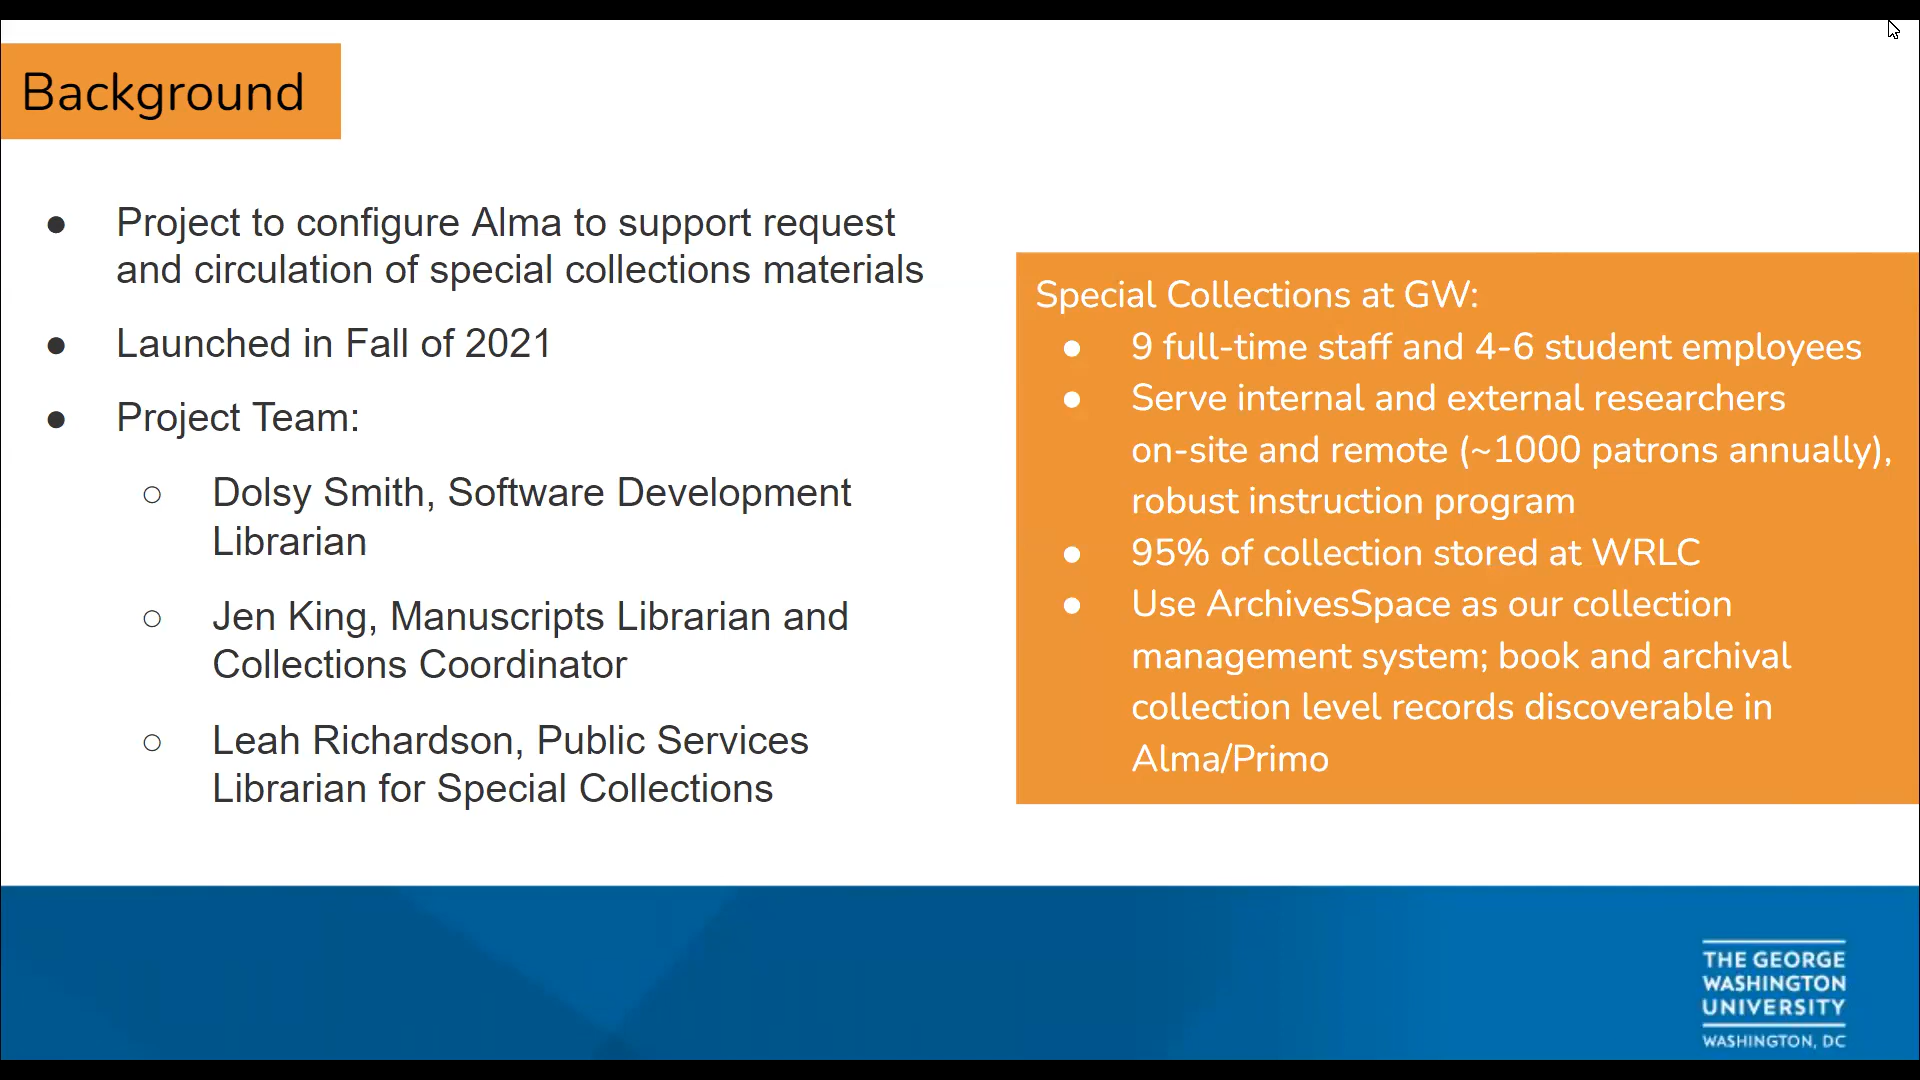 Background
● Project to configure Alma to support request
and circulation of special collections materials
● Launched in Fall of 2021
● Project Team:
○ Dolsy Smith, Software Development
Librarian
○ Jen King, Manuscripts Librarian and
Collections Coordinator
○ Leah Richardson, Public Services
Librarian for Special Collections
Special Collections at GW:
● 9 full-time staff and 4-6 student employees
● Serve internal and external researchers
on-site and remote (~1000 patrons annually),
robust instruction program
● 95% of collection stored at WRLC
● Use ArchivesSpace as our collection
management system; book and archival
collection level records discoverable in
Alma/Primo
THE GEORGE
WASHINGTON
UNIVERSITY
WASHINGTON, DC